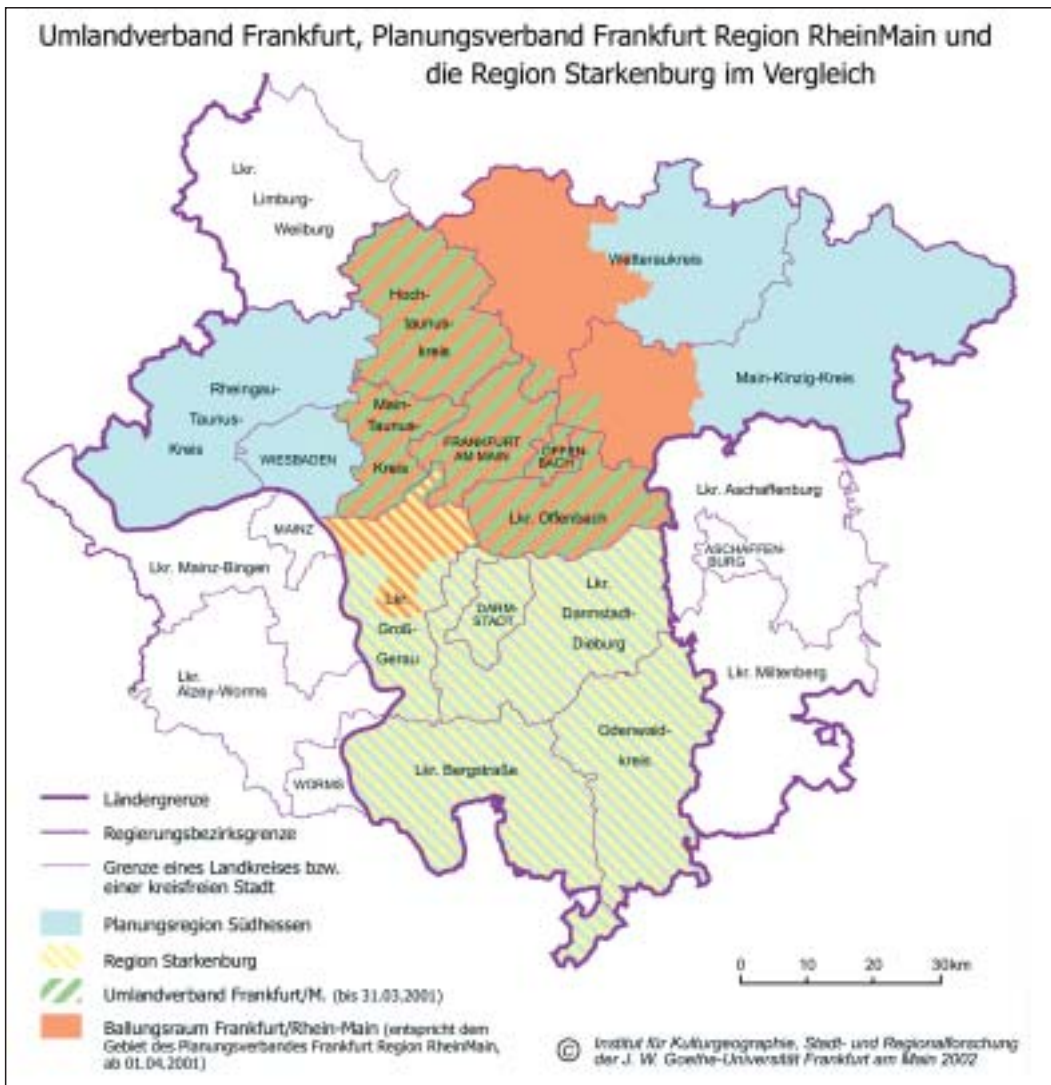 Umlandverband Frankfurt, Planungsverband Frankfurt Region RheinMain und
die Region Starkenburg im Vergleich
Lkr.
Limburg-
Weilburg
Wetteraukreis
Hoch-
taunus-
kreis
Main-Kinzig-Kreis
Rheingau-
Taunus-
Kreis
Main-
Taunus-
Kreis
FRANKFURT
AM MAIN
OFFEN-
BACH
WIESBADEN
Lkr. Offenbach
Lkr. Aschaffenburg
MAINZ
ASCHAFFEN-
BURG
Lkr. Mainz-Bingen
Lkr.
Groß-
Gerau
DARM-
STADT
Lkr.
Darmstadt-
Dieburg
Lkr. Miltenberg
Lkr.
Alzey-Worms
Odenwald-
kreis
Lkr. Bergstraße
WORMS
Ländergrenze
Regierungsbezirksgrenze
Grenze eines Landkreises bzw.
einer kreisfreien Stadt
Planungsregion Südhessen
Region Starkenburg
Umlandverband Frankfurt/M. (bis 31.03.2001)
Ballungsraum Frankfurt/Rhein-Main (entspricht dem
Gebiet des Planungsverbandes Frankfurt Region RheinMain,
ab 01.04.2001)
0 10 20 30km
© Institut für Kulturgeographie, Stadt- und Regionalforschung
der J. W. Goethe-Universität Frankfurt am Main 2002